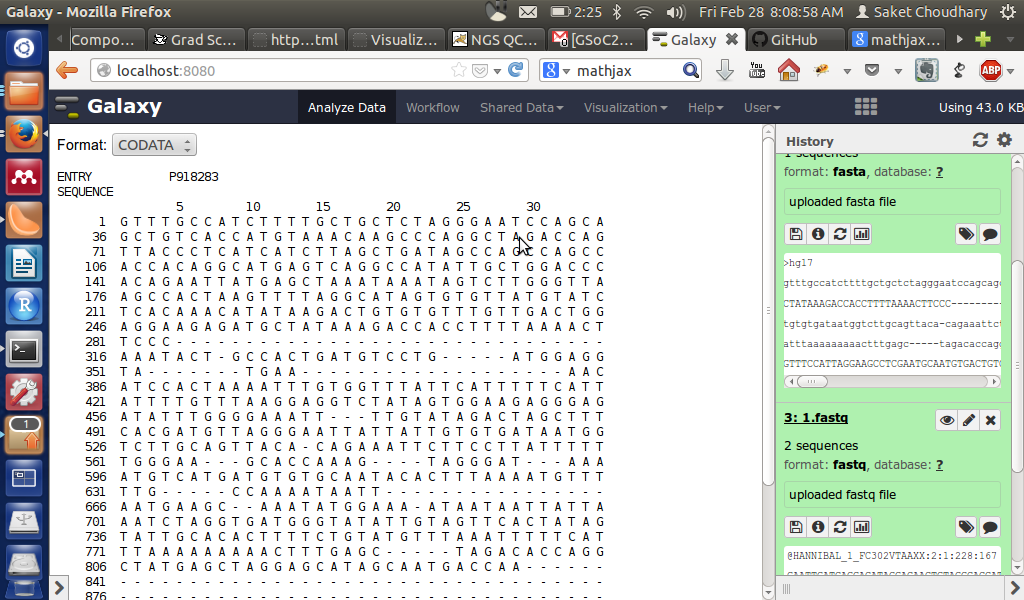 Galaxy - Mozilla Firefox
2:25
Fri Feb 28 8:08:58 AM
Saket Choudhary
Compo...
Grad Sc...
http...tml
Visualiz...
NGS QC...
[GSoC2...
Galaxy
GitHub
mathjax...
localhost:8080
mathjax
You Tube
ABP
Galaxy
Analyze Data
Workflow
Shared Data
Visualization
Help
User
Using 43.0 KB
Format: CODATA
ENTRY P918283
SEQUENCE
5 10 15 20 25 30
1 G T T T G C C A T C T T T T G C T G C T C T A G G G A A T C C A G C A
36 G C T G T C A C C A T G T A A A C A A G C C C A G G C T A G A C C A G
71 T T A C C C T C A T C A T C T T A G C T G A T A G C C A G C C A G C C
106 A C C A C A G G C A T G A G T C A G G C C A T A T T G C T G G A C C C
141 A C A G A A T T A T G A G C T A A A T A A A T A G T C T T G G G T T A
176 A G C C A C T A A G T T T T A G G C A T A G T G T G T T A T G T A T C
211 T C A C A A A C A T A T A A G A C T G T G T G T T T G T T G A C T G G
246 A G G A A G A G A T G C T A T A A A G A C C A C C T T T T A A A A C T
281 T C C C - - - - - - - - - - - - - - - - - - - - - - - - - - - - - - -
316 A A A T A C T - G C C A C T G A T G T C C T G - - - - - A T G G A G G
351 T A - - - - - - - T G A A - - - - - - - - - - - - - - - - - - - A A C
386 A T C C A C T A A A A T T T G T G G T T T A T T C A T T T T T C A T T
421 A T T T T G T T T A A G G A G G T C T A T A G T G G A A G A G G G A G
456 A T A T T T G G G G A A A T T - - - T T G T A T A G A C T A G C T T T
491 C A C G A T G T T A G G G A A T T A T T A T T G T G T G A T A A T G G
526 T C T T G C A G T T A C A - C A G A A A T T C T T C C T T A T T T T T
561 T G G G A A - - - G C A C C A A A G - - - - T A G G G A T - - - A A A
596 A T G T C A T G A T G T G T G C A A T A C A C T T T A A A A T G T T T
631 T T G - - - - - C C A A A A T A A T T - - - - - - - - - - - - - - - -
666 A A T G A A G C - - A A A T A T G G A A A - A T A A T A A T T A T T A
701 A A T C T A G G T G A T G G G T A T A T T G T A G T T C A C T A T A G
736 T A T T G C A C A C T T T T C T G T A T G T T T A A A T T T T T C A T
771 T T A A A A A A A A A C T T T G A G C - - - - - T A G A C A C C A G G
806 C T A T G A G C T A G G A G C A T A G C A A T G A C C A A - - - - - -
841 - - - - - - - - - - - - - - - - - - - - - - - - - - - - - - - - - - -
876 - - - - - - - - - - - - - - - - - - - - - - - - - - - - - - - - - - -
History
1 sequences
format: fasta, database: ?
uploaded fasta file
>hg17
gtttgccatcttttgctgctctagggaatccagcag
CTATAAAGACCACCTTTTAAAACTTCCC---------
tgtgtgataatggtcttgcagttaca-cagaaattct
atttaaaaaaaaactttgagc-----tagacaccag
GTTTCCATTAGGAAGCCTCGAATGCAATGTGACTGTG
3: 1.fastq
2 sequences
format: fastq, database: ?
uploaded fastq file
@HANNIBAL_1_FC302VTAAXX:2:1:228:167